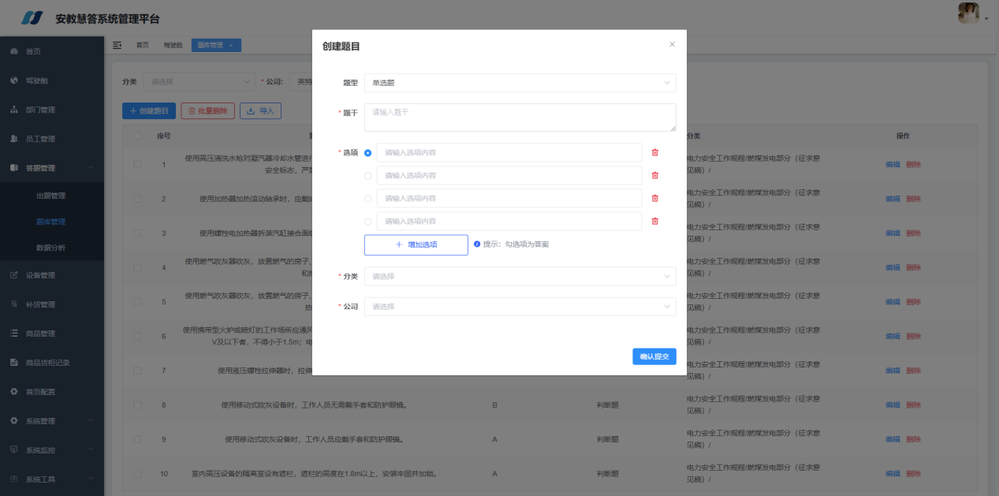 安教慧答系统管理平台
首页
驾驶舱
部门管理
员工管理
答题管理
出题管理
题库管理
数据分析
设备管理
补货管理
商品管理
商品货柜记录
首页配置
系统管理
系统监控
系统工具
首页 驾驶舱 题库管理 ×
分类 请选择 * 公司: 英特
+ 创建题目 批量删除 导入
序号 分类 操作
1 使用高压清洗水枪对凝汽器冷却水管进行
安全标志，严 电力安全工作规程/燃煤发电部分（征求意
见稿）/ 编辑 删除
2 使用加热器加热滚动轴承时，应戴 电力安全工作规程/燃煤发电部分（征求意
见稿）/ 编辑 删除
3 使用螺栓电加热器拆装汽缸接合面 电力安全工作规程/燃煤发电部分（征求意
见稿）/ 编辑 删除
4 使用燃气吹灰器吹灰，放置燃气的房子、
电力安全工作规程/燃煤发电部分（征求意
见稿）/ 编辑 删除
5 使用燃气吹灰器吹灰，放置燃气的房子、
电力安全工作规程/燃煤发电部分（征求意
见稿）/ 编辑 删除
6 使用携带型火炉或喷灯的工作场所应通风
V及以下者，不得小于1.5m；电 电力安全工作规程/燃煤发电部分（征求意
见稿）/ 编辑 删除
7 使用液压螺栓拉伸器时，拉伸 电力安全工作规程/燃煤发电部分（征求意
见稿）/ 编辑 删除
8 使用移动式吹灰设备时，工作人员无需戴手套和防护眼镜。 B 判断题 电力安全工作规程/燃煤发电部分（征求意
见稿）/ 编辑 删除
9 使用移动式吹灰设备时，工作人员应戴手套和防护眼镜。 A 判断题 电力安全工作规程/燃煤发电部分（征求意
见稿）/ 编辑 删除
10 室内高压设备的隔离室设有遮栏，遮栏的高度在1.8m以上，安装牢固并加锁。 A 判断题 电力安全工作规程/燃煤发电部分（征求意
见稿）/ 编辑 删除
创建题目
题型 单选题
* 题干 请输入题干
* 选项 请输入选项内容
请输入选项内容
请输入选项内容
请输入选项内容
+ 增加选项 提示：勾选项为答案
* 分类 请选择
* 公司 请选择
确认提交